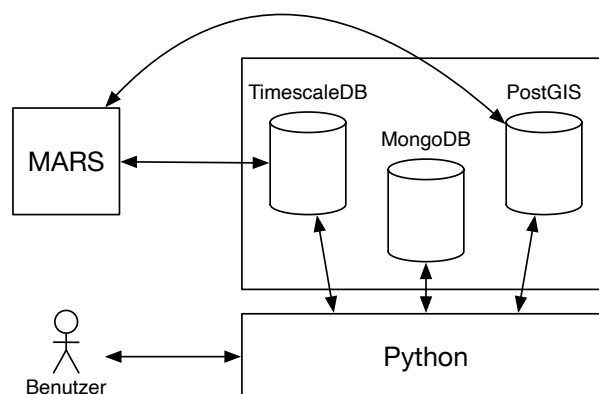 TimescaleDB
PostGIS
MongoDB
MARS
Python
Benutzer